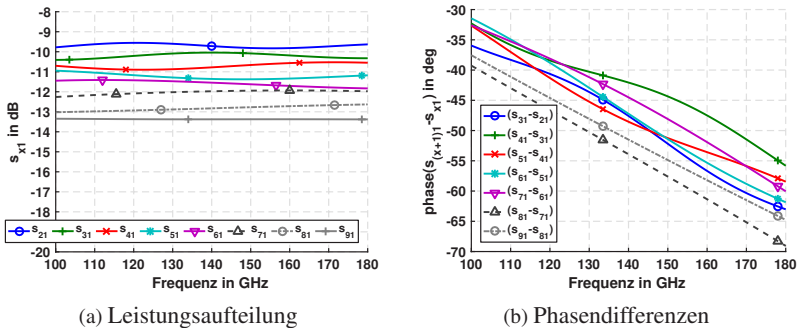 -8
-9
-10
-11
-12
-13
-14
-15
-16
-17
-18
-19
-20
s_x1 in dB
s_21 s_31 s_41 s_51 s_61 s_71 s_81 s_91
100 110 120 130 140 150 160 170 180
Frequenz in GHz
(a) Leistungsaufteilung
-30
-35
-40
-45
-50
-55
-60
-65
-70
phase(s_(x+1)1-s_x1) in deg
(s_31-s_21)
(s_41-s_31)
(s_51-s_41)
(s_61-s_51)
(s_71-s_61)
(s_81-s_71)
(s_91-s_81)
100 110 120 130 140 150 160 170 180
Frequenz in GHz
(b) Phasendifferenzen